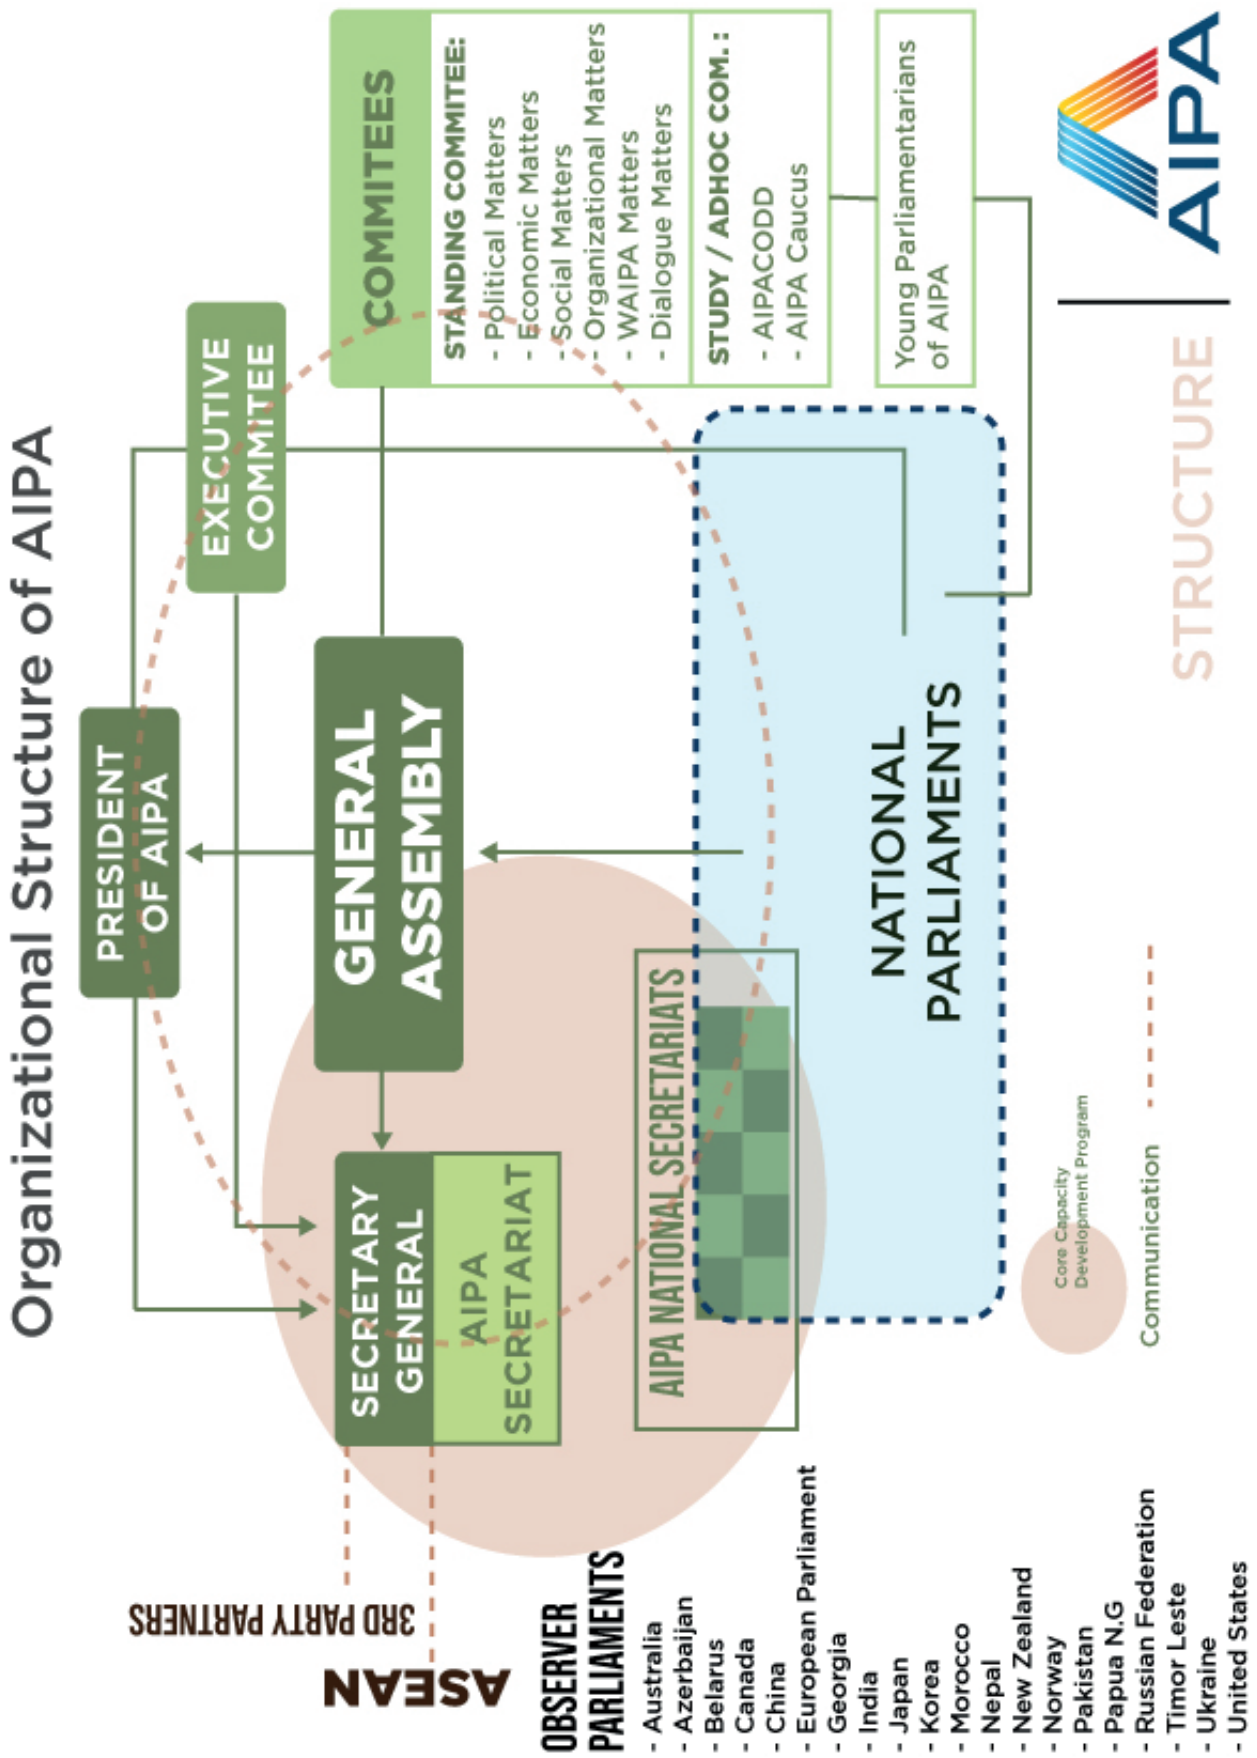 Organizational Structure of AIPA
PRESIDENT
OF AIPA
EXECUTIVE
COMMITEE
GENERAL
ASSEMBLY
SECRETARY
GENERAL
AIPA
SECRETARIAT
COMMITEES
STANDING COMMITEE:
- Political Matters
- Economic Matters
- Social Matters
- Organizational Matters
- WAIPA Matters
- Dialogue Matters
STUDY / ADHOC COM. :
- AIPACODD
- AIPA Caucus
Young Parliamentarians
of AIPA
3RD PARTY PARTNERS
ASEAN
AIPA NATIONAL SECRETARIATS
NATIONAL
PARLIAMENTS
OBSERVER
PARLIAMENTS
- Australia
- Azerbaijan
- Belarus
- Canada
- China
- European Parliament
- Georgia
- India
- Japan
- Korea
- Morocco
- Nepal
- New Zealand
- Norway
- Pakistan
- Papua N.G
- Russian Federation
- Timor Leste
- Ukraine
- United States
Core Capacity
Development Program
Communication
STRUCTURE
AIPA